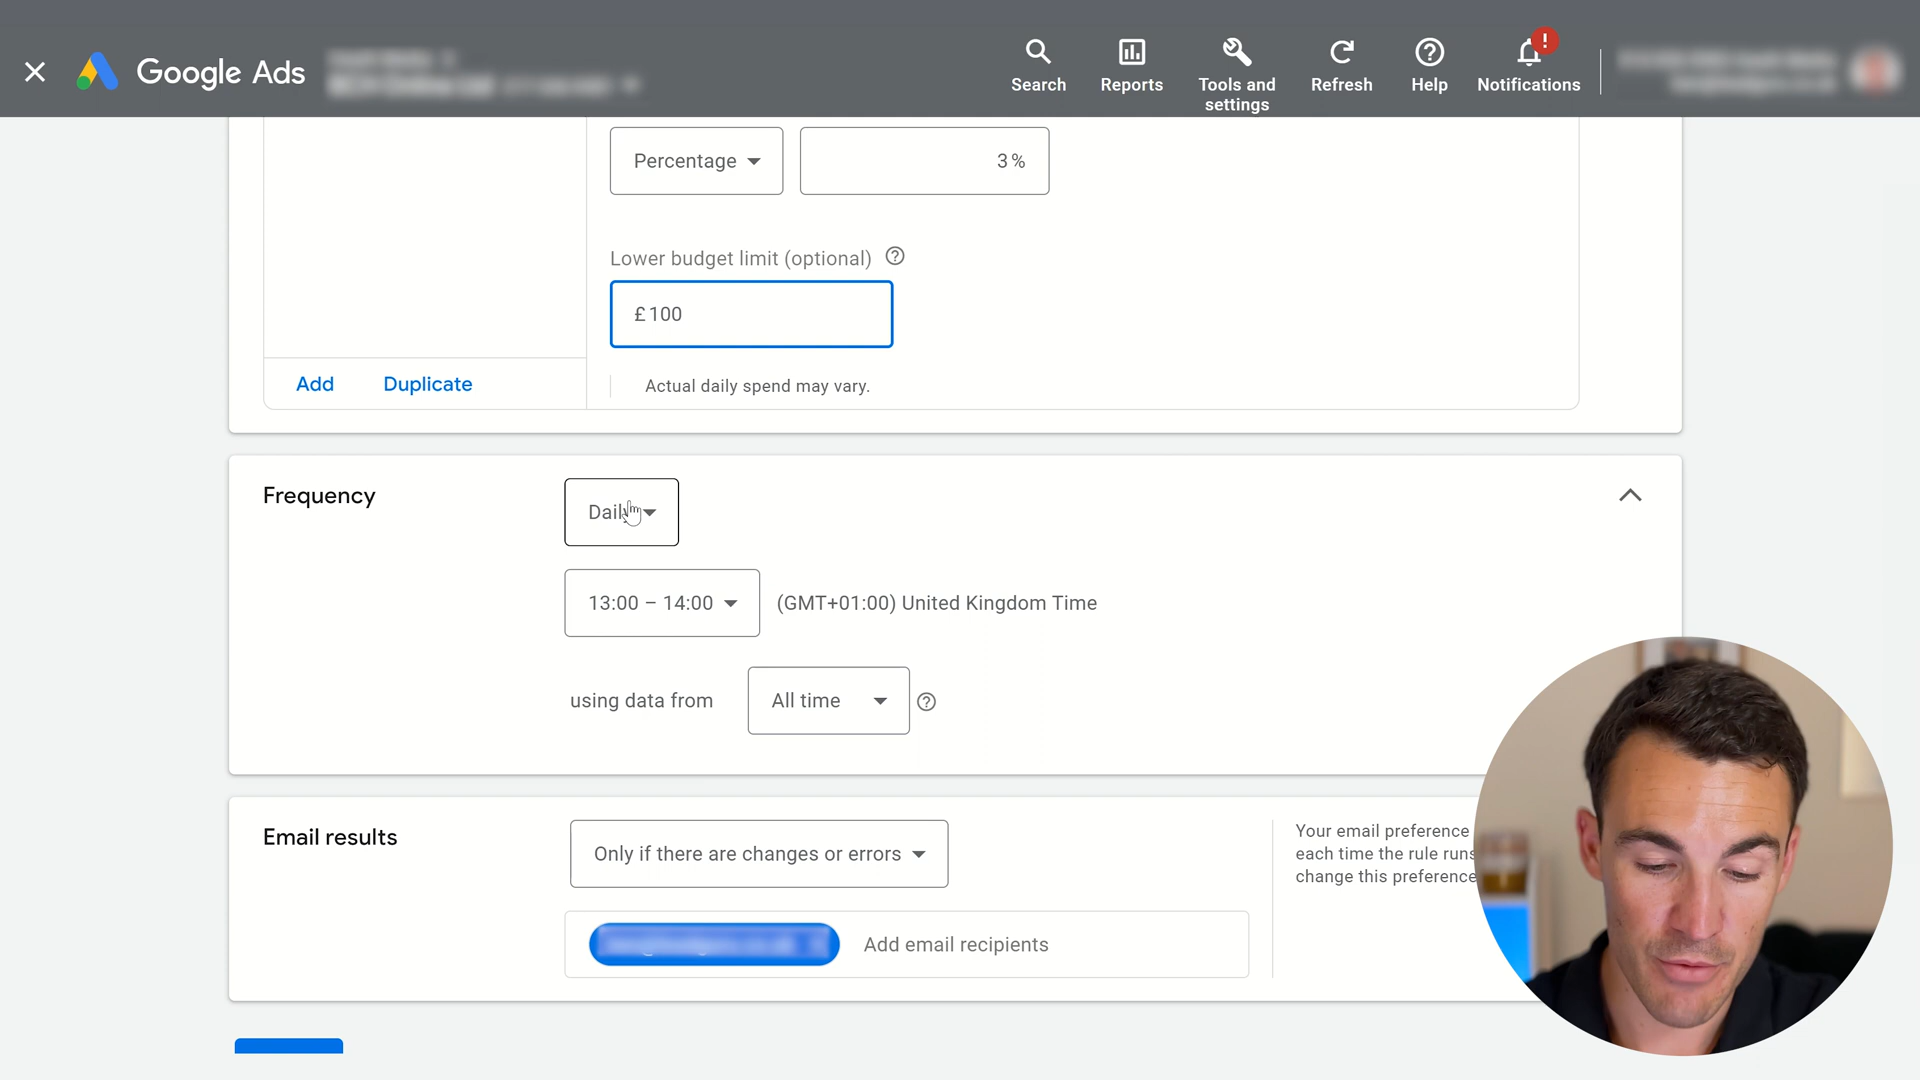 Google Ads
Search
Reports
Tools and settings
Refresh
Help
!
Notifications
Percentage
3 %
Lower budget limit (optional)
£ 100
Add
Duplicate
Actual daily spend may vary.
Frequency
Daily
13:00 – 14:00
(GMT+01:00) United Kingdom Time
using data from
All time
Email results
Only if there are changes or errors
Your email preference
each time the rule runs
change this preference
Add email recipients